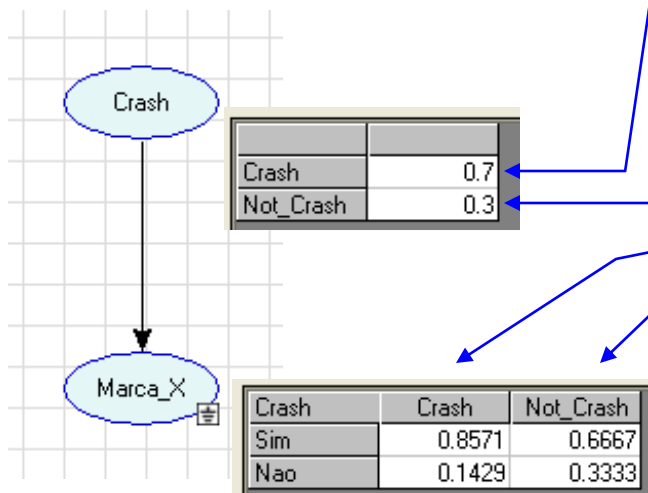 Crash
Crash 0.7
Not_Crash 0.3
Marca_X
Crash Crash Not_Crash
Sim 0.8571 0.6667
Nao 0.1429 0.3333